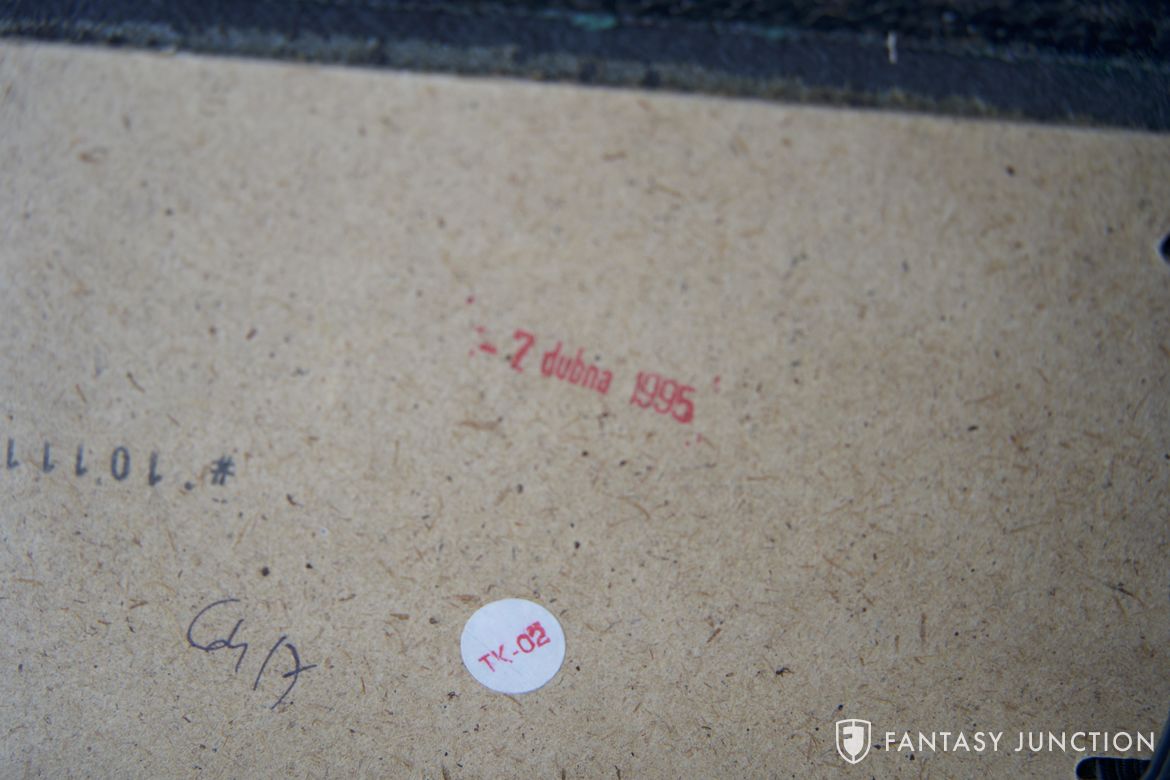 - 7 dubna 1995
# 10111
TK-02
FANTASY JUNCTION